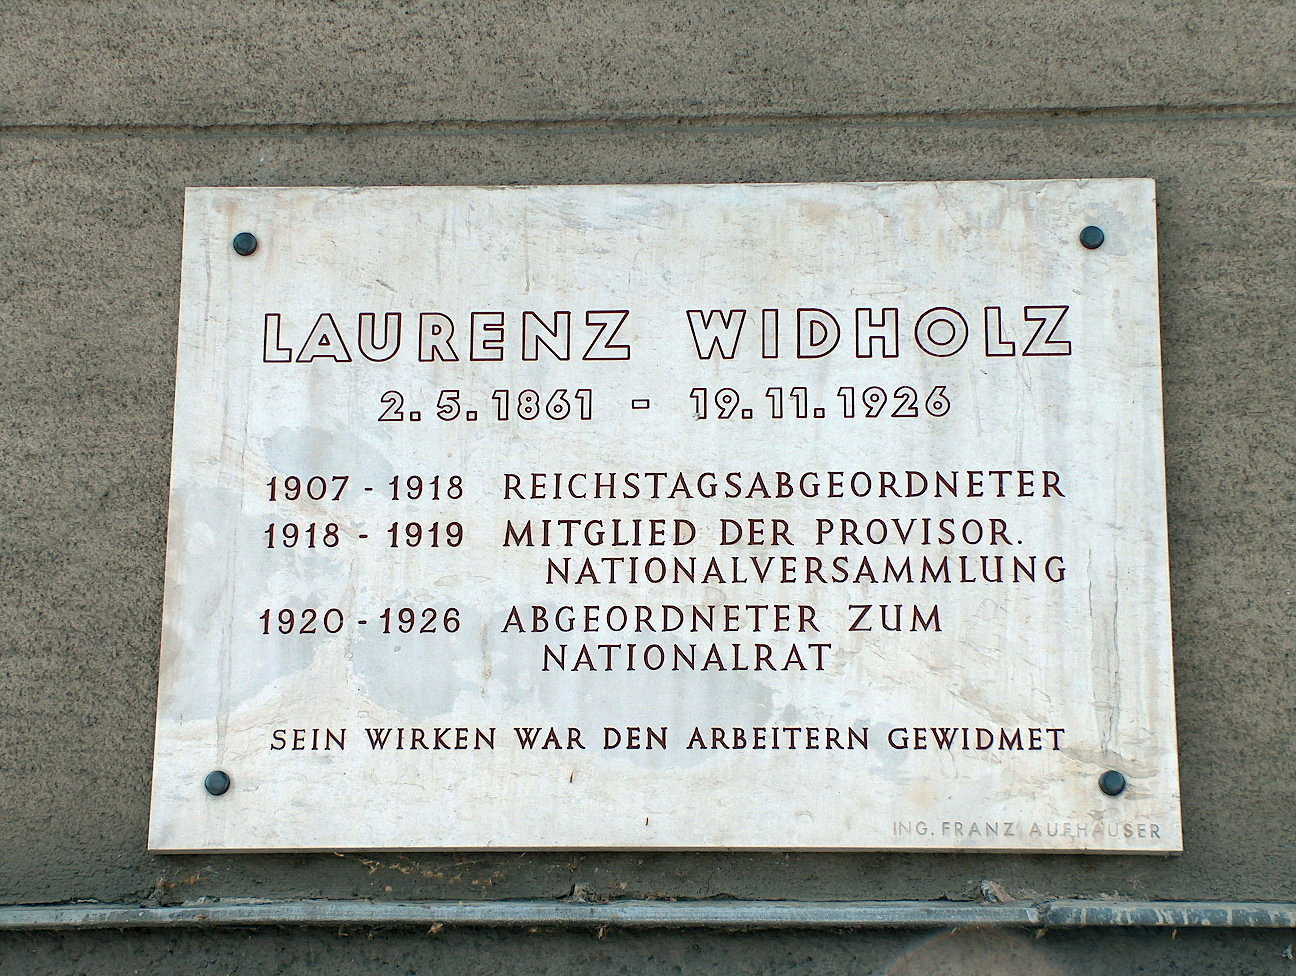 LAURENZ WIDHOLZ
2.5.1861 - 19.11.1926
1907 - 1918 REICHSTAGSABGEORDNETER
1918 - 1919 MITGLIED DER PROVISOR.
NATIONALVERSAMMLUNG
1920 - 1926 ABGEORDNETER ZUM
NATIONALRAT
SEIN WIRKEN WAR DEN ARBEITERN GEWIDMET
ING. FRANZ AUFHAUSER